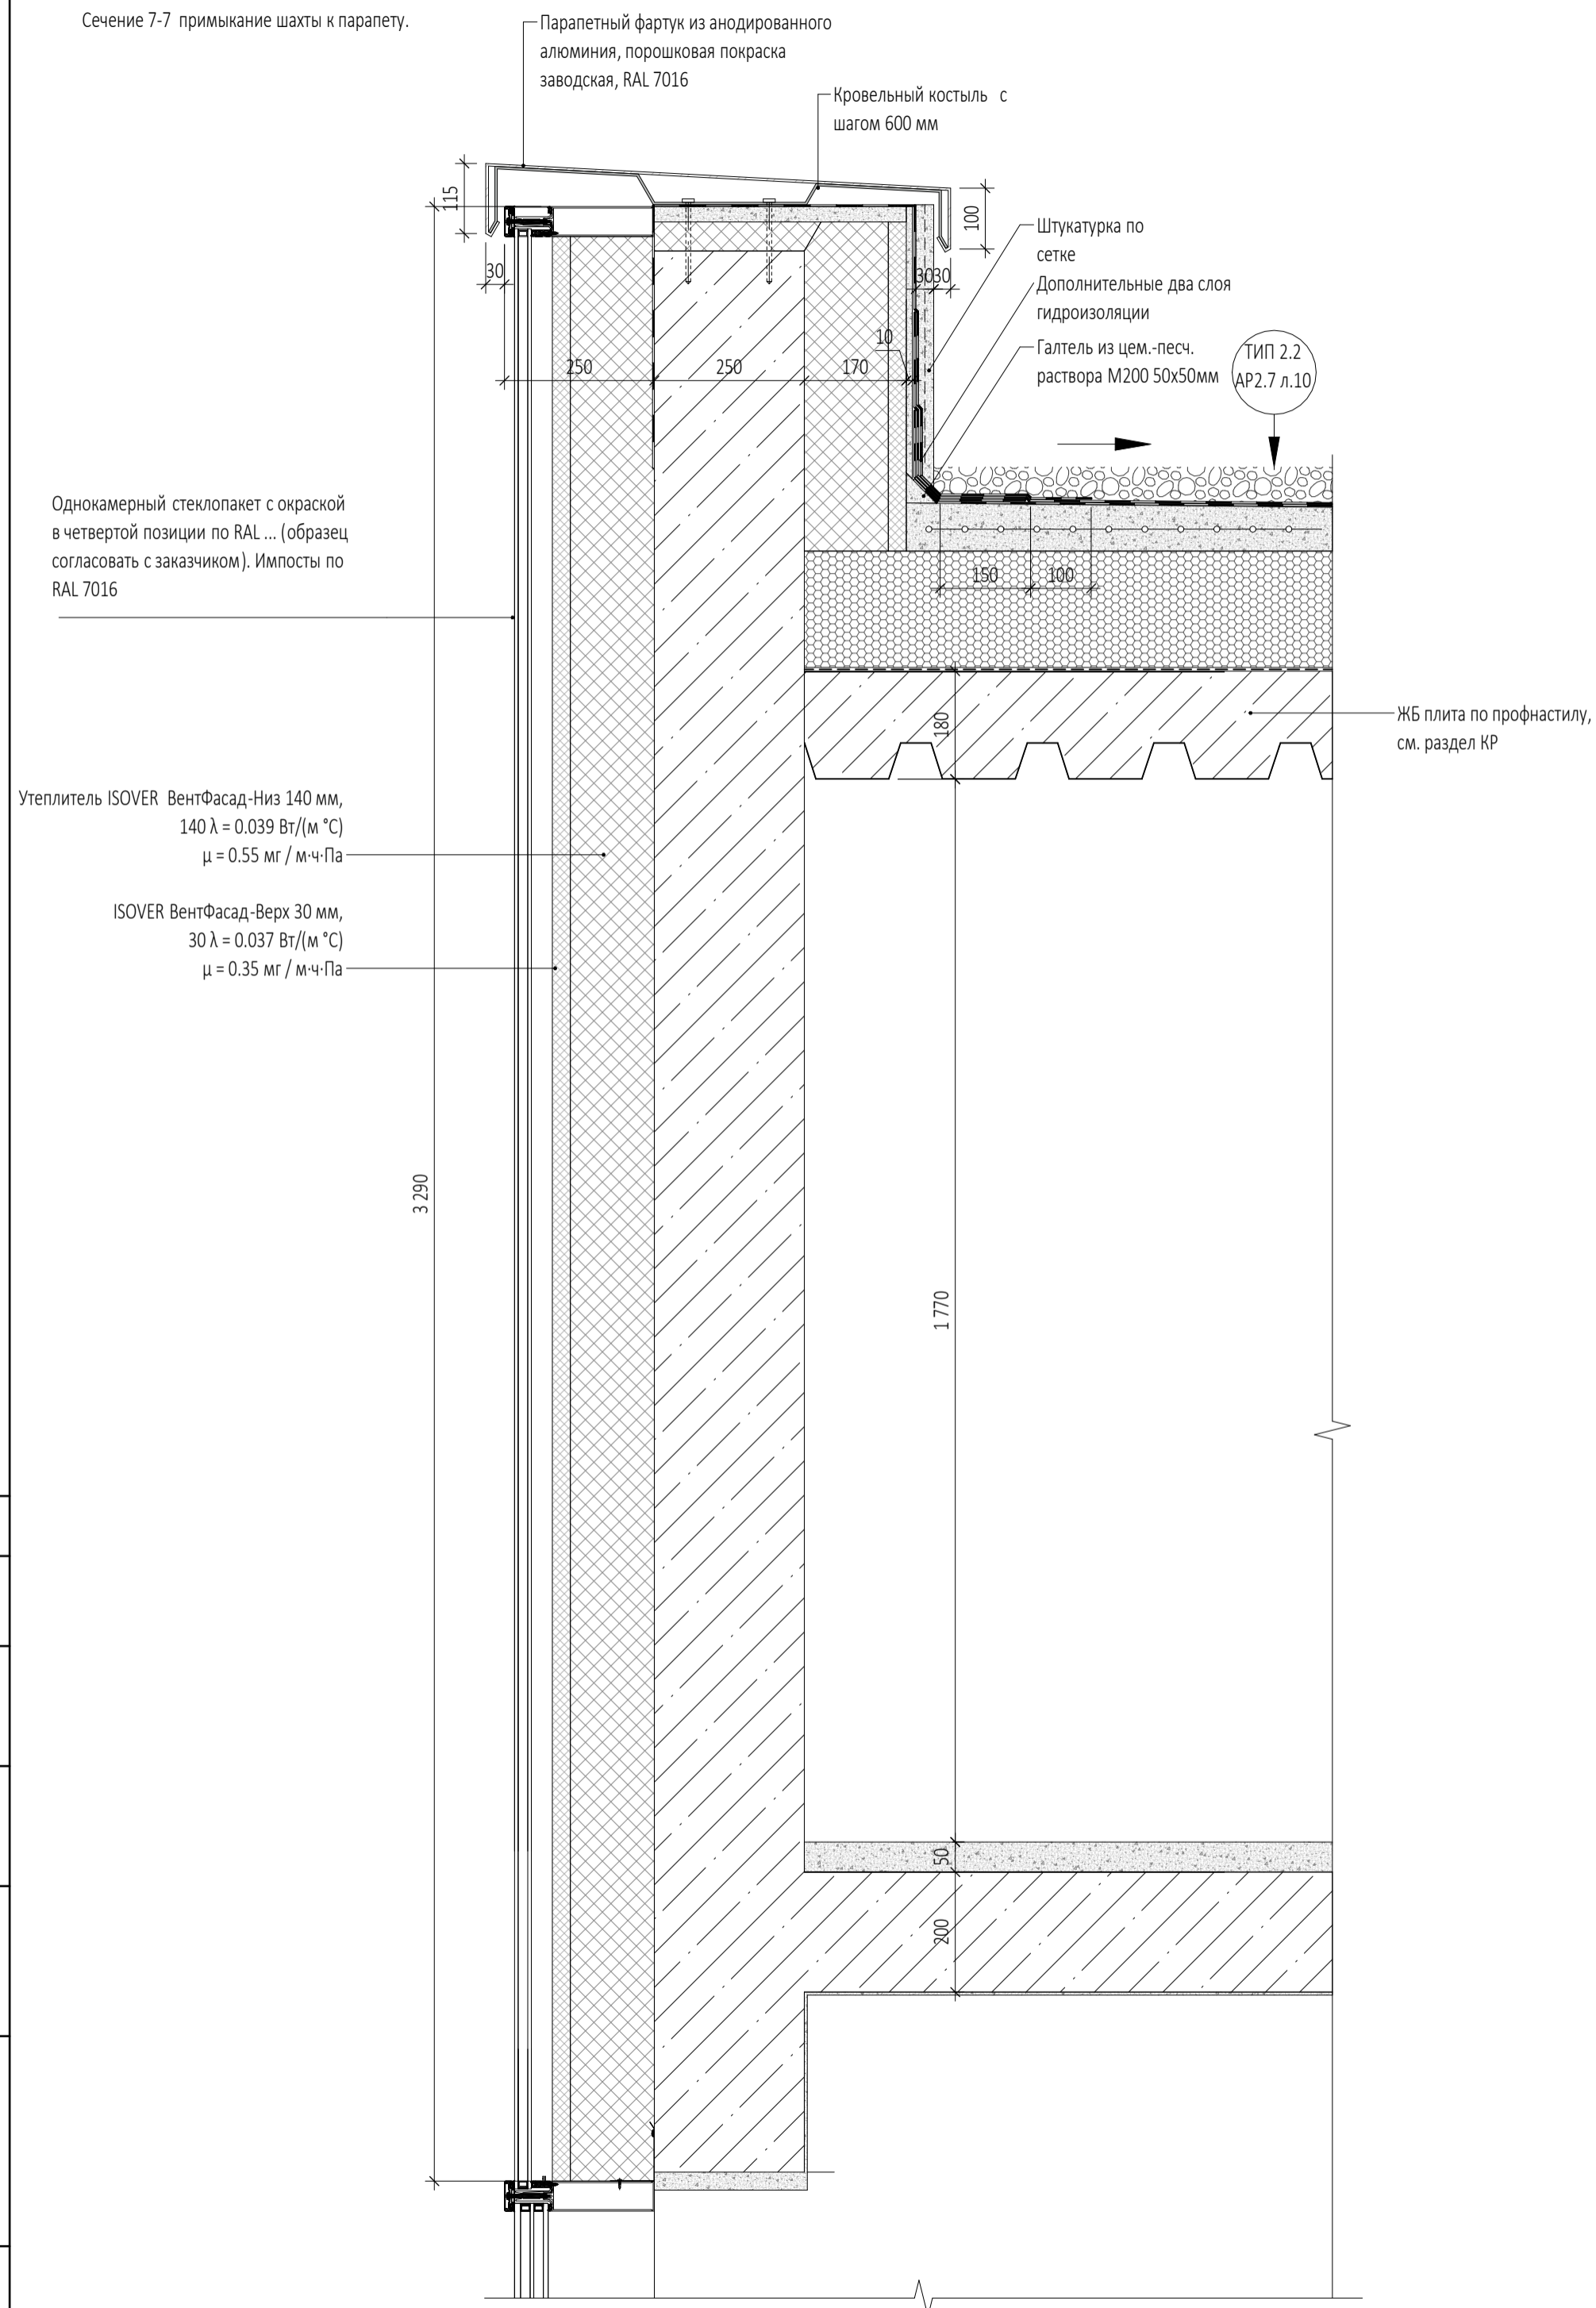 Сечение 7-7 примыкание шахты к парапету.
Парапетный фартук из анодированного
алюминия, порошковая покраска
заводская, RAL 7016
Кровельный костыль с
шагом 600 мм
115
100
30
3030
Штукатурка по
сетке
Дополнительные два слоя
гидроизоляции
Галтель из цем.-песч.
раствора М200 50х50мм
ТИП 2.2
АР2.7 л.10
10
250
250
170
Однокамерный стеклопакет с окраской
в четвертой позиции по RAL ... (образец
согласовать с заказчиком). Импосты по
RAL 7016
150
100
180
ЖБ плита по профнастилу,
см. раздел КР
Утеплитель ISOVER ВентФасад-Низ 140 мм,
140 λ = 0.039 Вт/(м °С)
μ = 0.55 мг / м·ч·Па
ISOVER ВентФасад-Верх 30 мм,
30 λ = 0.037 Вт/(м °С)
μ = 0.35 мг / м·ч·Па
3 290
1 770
50
200